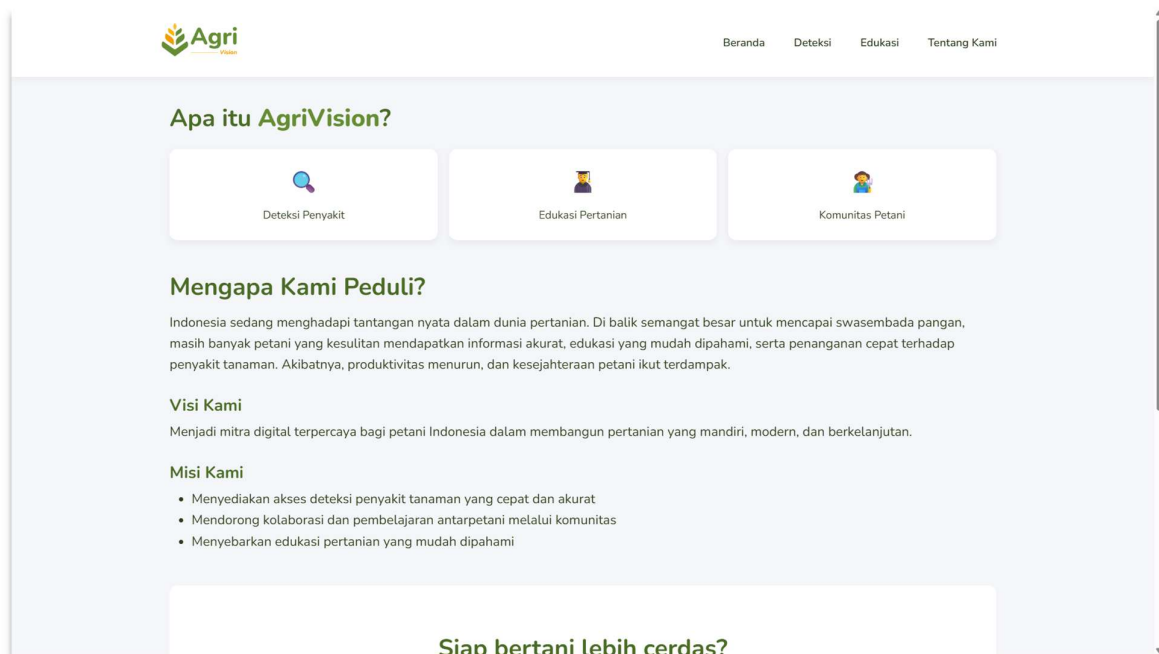 Agri
Vision
Beranda Deteksi Edukasi Tentang Kami
Apa itu AgriVision?
Deteksi Penyakit
Edukasi Pertanian
Komunitas Petani
Mengapa Kami Peduli?
Indonesia sedang menghadapi tantangan nyata dalam dunia pertanian. Di balik semangat besar untuk mencapai swasembada pangan,
masih banyak petani yang kesulitan mendapatkan informasi akurat, edukasi yang mudah dipahami, serta penanganan cepat terhadap
penyakit tanaman. Akibatnya, produktivitas menurun, dan kesejahteraan petani ikut terdampak.
Visi Kami
Menjadi mitra digital terpercaya bagi petani Indonesia dalam membangun pertanian yang mandiri, modern, dan berkelanjutan.
Misi Kami
• Menyediakan akses deteksi penyakit tanaman yang cepat dan akurat
• Mendorong kolaborasi dan pembelajaran antarpetani melalui komunitas
• Menyebarkan edukasi pertanian yang mudah dipahami
Siap bertani lebih cerdas?